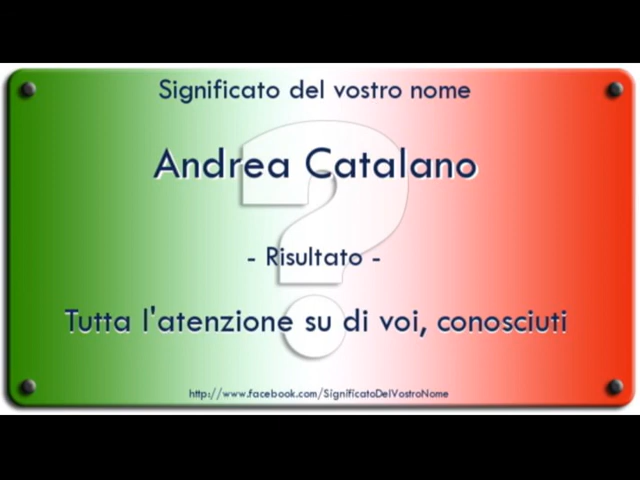 Significato del vostro nome
Andrea Catalano
- Risultato -
Tutta l'atenzione su di voi, conosciuti
http://www.facebook.com/SignificatoDelVostroNome